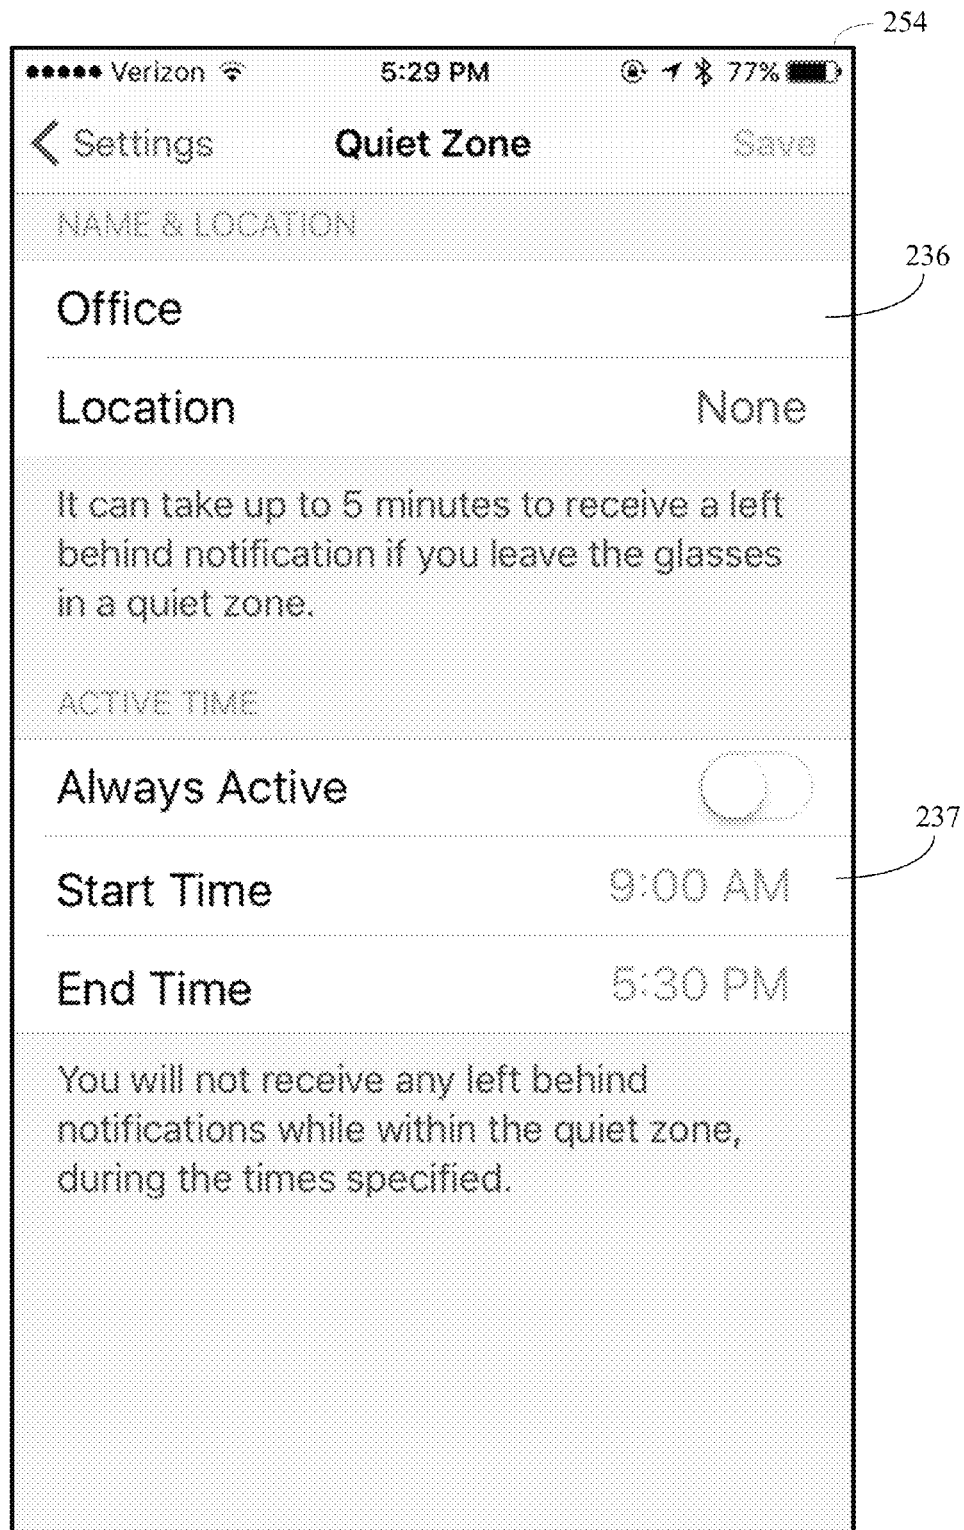 254
Verizon 5:29 PM 77%
Settings Quiet Zone Save
NAME & LOCATION
236
Office
Location None
It can take up to 5 minutes to receive a left
behind notification if you leave the glasses
in a quiet zone.
ACTIVE TIME
Always Active
237
Start Time 9:00 AM
End Time 5:30 PM
You will not receive any left behind
notifications while within the quiet zone,
during the times specified.